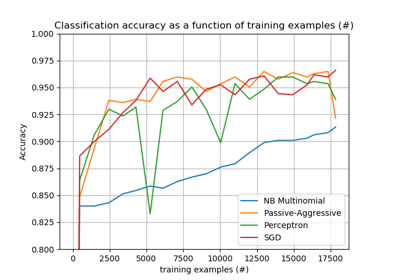 Classification accuracy as a function of training examples (#)
1.000
0.975
0.950
0.925
0.900
0.875
0.850
0.825
0.800
Accuracy
NB Multinomial
Passive-Aggressive
Perceptron
SGD
0 2500 5000 7500 10000 12500 15000 17500
training examples (#)